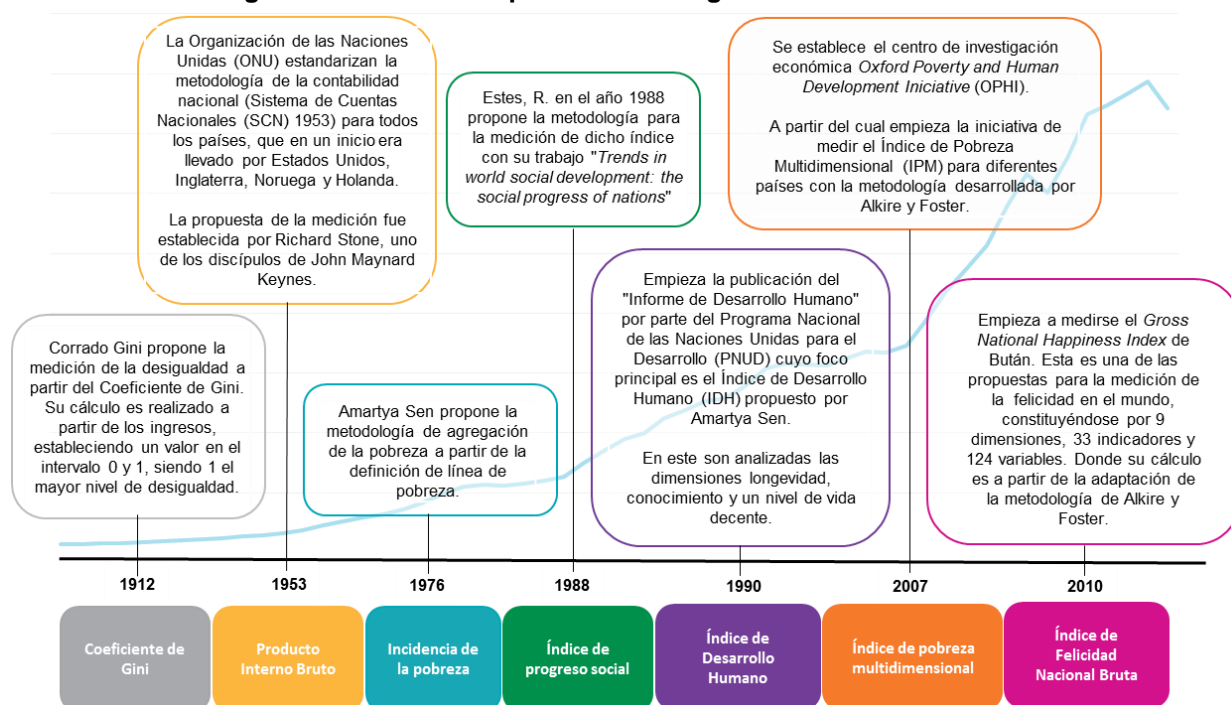 La Organización de las Naciones
Unidas (ONU) estandarizan la
metodología de la contabilidad
nacional (Sistema de Cuentas
Nacionales (SCN) 1953) para todos
los países, que en un inicio era
llevado por Estados Unidos,
Inglaterra, Noruega y Holanda.
La propuesta de la medición fue
establecida por Richard Stone, uno
de los discípulos de John Maynard
Keynes.
Estes, R. en el año 1988
propone la metodología para
la medición de dicho índice
con su trabajo "Trends in
world social development: the
social progress of nations"
Se establece el centro de investigación
económica Oxford Poverty and Human
Development Iniciative (OPHI).
A partir del cual empieza la iniciativa de
medir el Índice de Pobreza
Multidimensional (IPM) para diferentes
países con la metodología desarrollada por
Alkire y Foster.
Corrado Gini propone la
medición de la desigualdad a
partir del Coeficiente de Gini.
Su cálculo es realizado a
partir de los ingresos,
estableciendo un valor en el
intervalo 0 y 1, siendo 1 el
mayor nivel de desigualdad.
Amartya Sen propone la
metodología de agregación
de la pobreza a partir de la
definición de línea de
pobreza.
Empieza la publicación del
"Informe de Desarrollo Humano"
por parte del Programa Nacional
de las Naciones Unidas para el
Desarrollo (PNUD) cuyo foco
principal es el Índice de Desarrollo
Humano (IDH) propuesto por
Amartya Sen.
En este son analizadas las
dimensiones longevidad,
conocimiento y un nivel de vida
decente.
Empieza a medirse el Gross
National Happiness Index de
Bután. Esta es una de las
propuestas para la medición de
la felicidad en el mundo,
constituyéndose por 9
dimensiones, 33 indicadores y
124 variables. Donde su cálculo
es a partir de la adaptación de
la metodología de Alkire y
Foster.
1912
1953
1976
1988
1990
2007
2010
Coeficiente de
Gini
Producto
Interno Bruto
Incidencia de
la pobreza
Índice de
progreso social
Índice de
Desarrollo
Humano
Índice de pobreza
multidimensional
Índice de
Felicidad
Nacional Bruta